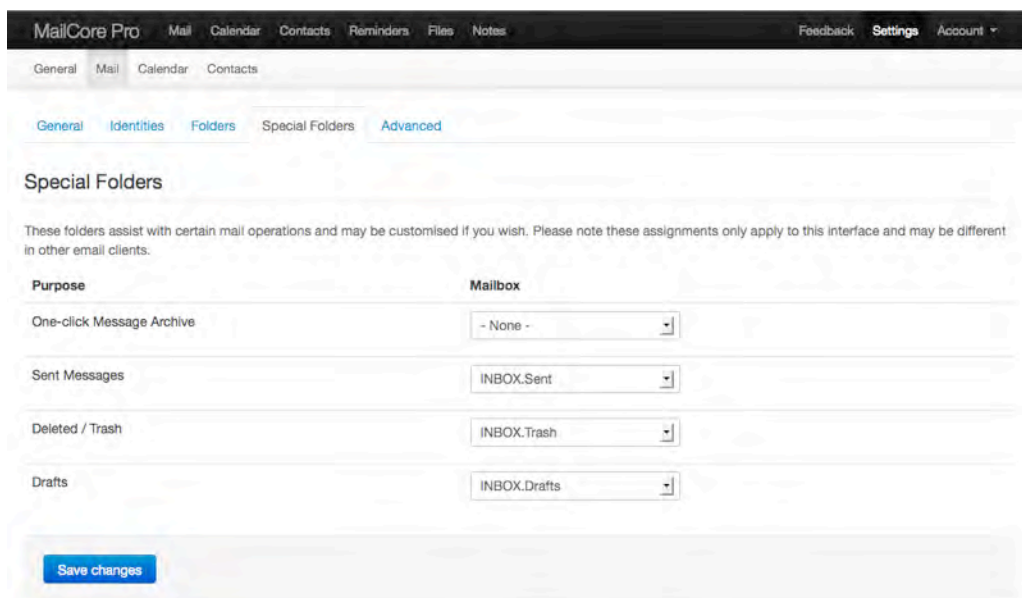 MailCore Pro Mail Calendar Contacts Reminders Files Notes Feedback Settings Account
General Mail Calendar Contacts
General Identities Folders Special Folders Advanced
Special Folders
These folders assist with certain mail operations and may be customised if you wish. Please note these assignments only apply to this interface and may be different
in other email clients.
Purpose Mailbox
One-click Message Archive - None -
Sent Messages INBOX.Sent
Deleted / Trash INBOX.Trash
Drafts INBOX.Drafts
Save changes